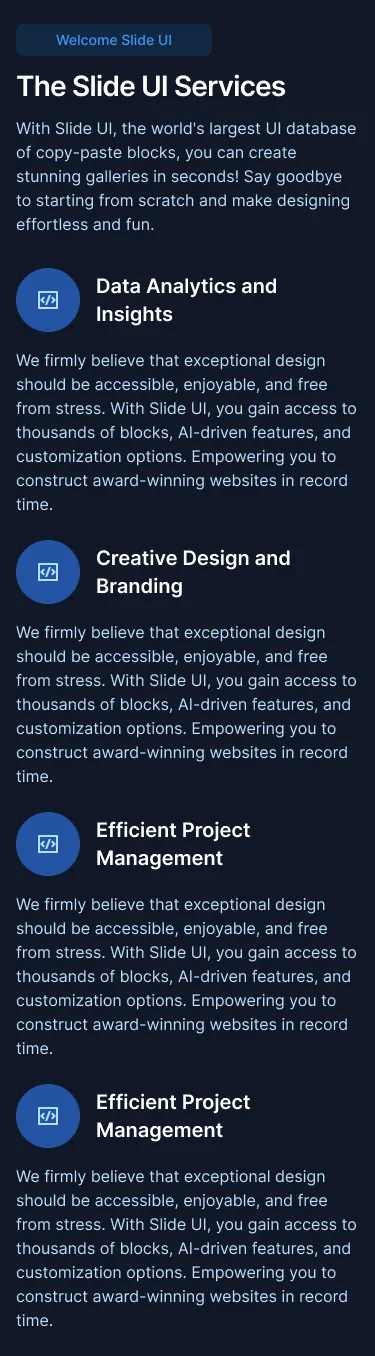 Welcome Slide UI
The Slide UI Services
With Slide UI, the world's largest UI database
of copy-paste blocks, you can create
stunning galleries in seconds! Say goodbye
to starting from scratch and make designing
effortless and fun.
Data Analytics and
Insights
We firmly believe that exceptional design
should be accessible, enjoyable, and free
from stress. With Slide UI, you gain access to
thousands of blocks, AI-driven features, and
customization options. Empowering you to
construct award-winning websites in record
time.
Creative Design and
Branding
We firmly believe that exceptional design
should be accessible, enjoyable, and free
from stress. With Slide UI, you gain access to
thousands of blocks, AI-driven features, and
customization options. Empowering you to
construct award-winning websites in record
time.
Efficient Project
Management
We firmly believe that exceptional design
should be accessible, enjoyable, and free
from stress. With Slide UI, you gain access to
thousands of blocks, AI-driven features, and
customization options. Empowering you to
construct award-winning websites in record
time.
Efficient Project
Management
We firmly believe that exceptional design
should be accessible, enjoyable, and free
from stress. With Slide UI, you gain access to
thousands of blocks, AI-driven features, and
customization options. Empowering you to
construct award-winning websites in record
time.